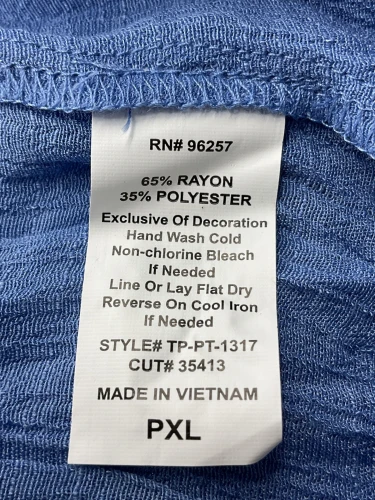 RN# 96257
65% RAYON
35% POLYESTER
Exclusive Of Decoration
Hand Wash Cold
Non-chlorine Bleach
If Needed
Line Or Lay Flat Dry
Reverse On Cool Iron
If Needed
STYLE# TP-PT-1317
CUT# 35413
MADE IN VIETNAM
PXL